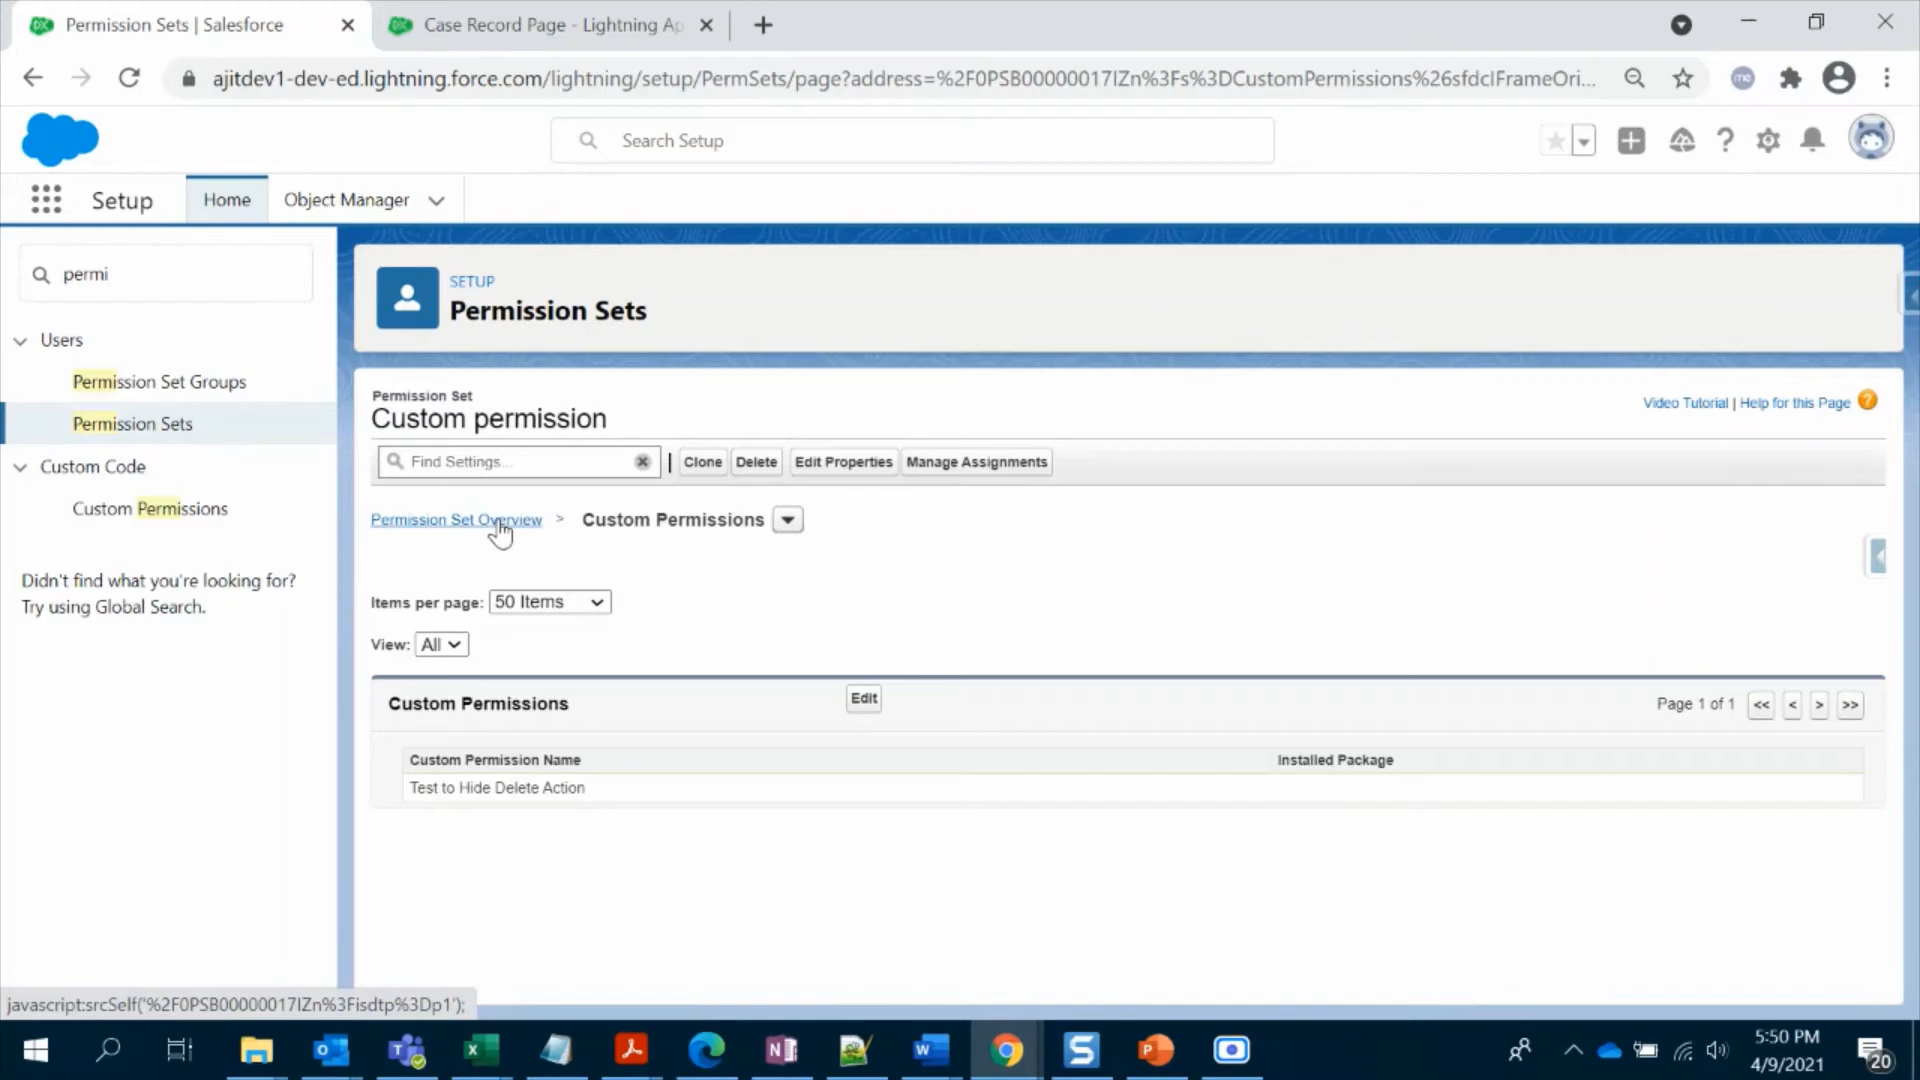 Permission Sets | Salesforce
Case Record Page - Lightning Ap
ajitdev1-dev-ed.lightning.force.com/lightning/setup/PermSets/page?address=%2F0PSB00000017IZn%3Fs%3DCustomPermissions%26sfdcIFrameOri...
me
Search Setup
Setup
Home
Object Manager
permi
Users
Permission Set Groups
Permission Sets
Custom Code
Custom Permissions
Didn't find what you're looking for?
Try using Global Search.
SETUP
Permission Sets
Permission Set
Custom permission
Video Tutorial | Help for this Page
Find Settings...
Clone
Delete
Edit Properties
Manage Assignments
Permission Set Overview > Custom Permissions
Items per page: 50 Items
View: All
Custom Permissions
Edit
Page 1 of 1 << < > >>
Custom Permission Name
Installed Package
Test to Hide Delete Action
javascript:srcSelf('%2F0PSB00000017IZn%3Fisdtp%3Dp1');
5:50 PM
4/9/2021
20